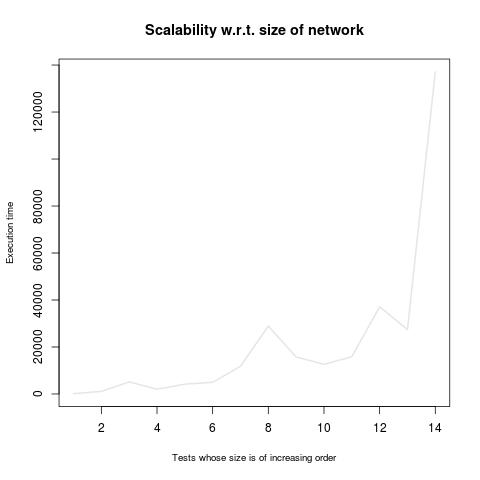 Scalability w.r.t. size of network
120000
80000
60000
40000
20000
0
Execution time
2 4 6 8 10 12 14
Tests whose size is of increasing order